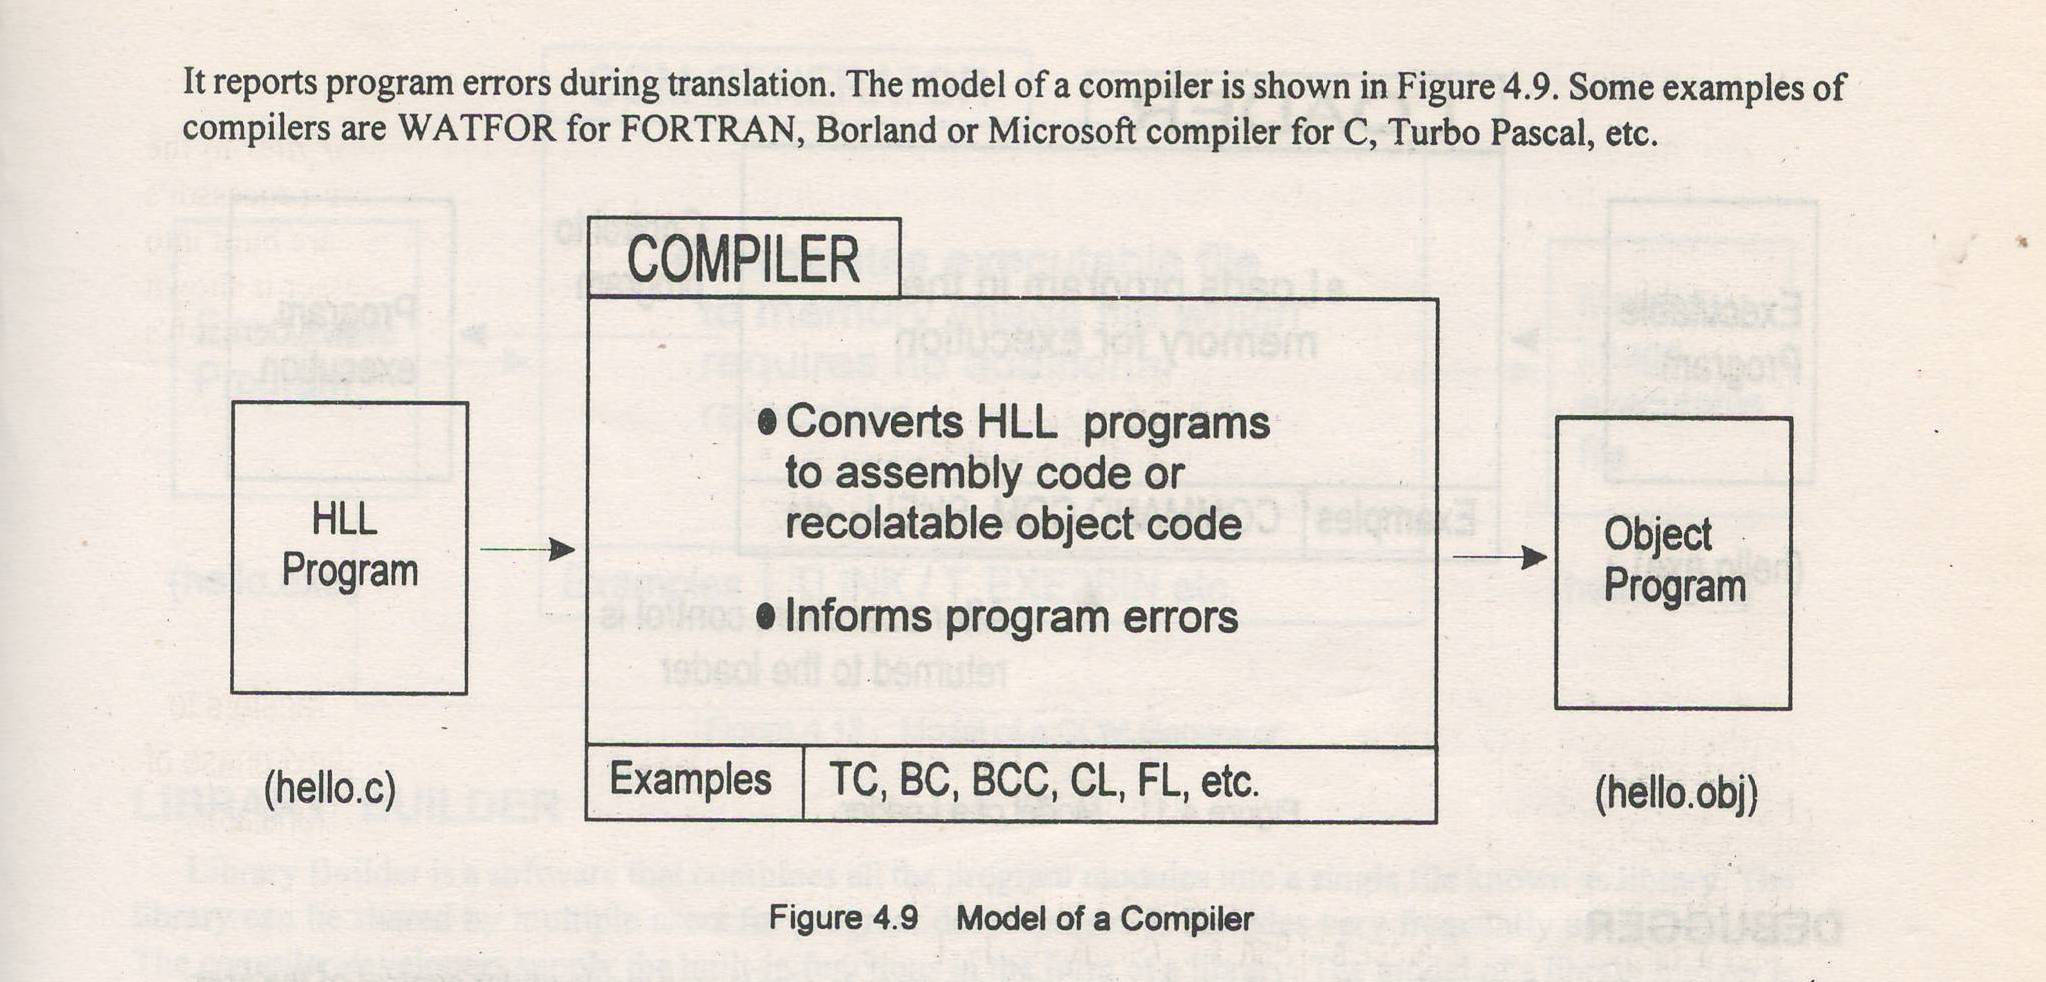 It reports program errors during translation. The model of a compiler is shown in Figure 4.9. Some examples of
compilers are WATFOR for FORTRAN, Borland or Microsoft compiler for C, Turbo Pascal, etc.
COMPILER
HLL
Program
(hello.c)
● Converts HLL programs
to assembly code or
recolatable object code
● Informs program errors
Examples TC, BC, BCC, CL, FL, etc.
Object
Program
(hello.obj)
Figure 4.9 Model of a Compiler